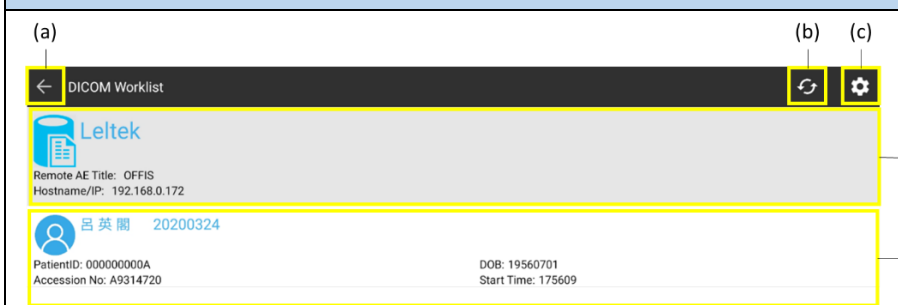 (a)
(b) (c)
DICOM Worklist
Leltek
Remote AE Title: OFFIS
Hostname/IP: 192.168.0.172
呂英閣 20200324
PatientID: 000000000A DOB: 19560701
Accession No: A9314720 Start Time: 175609